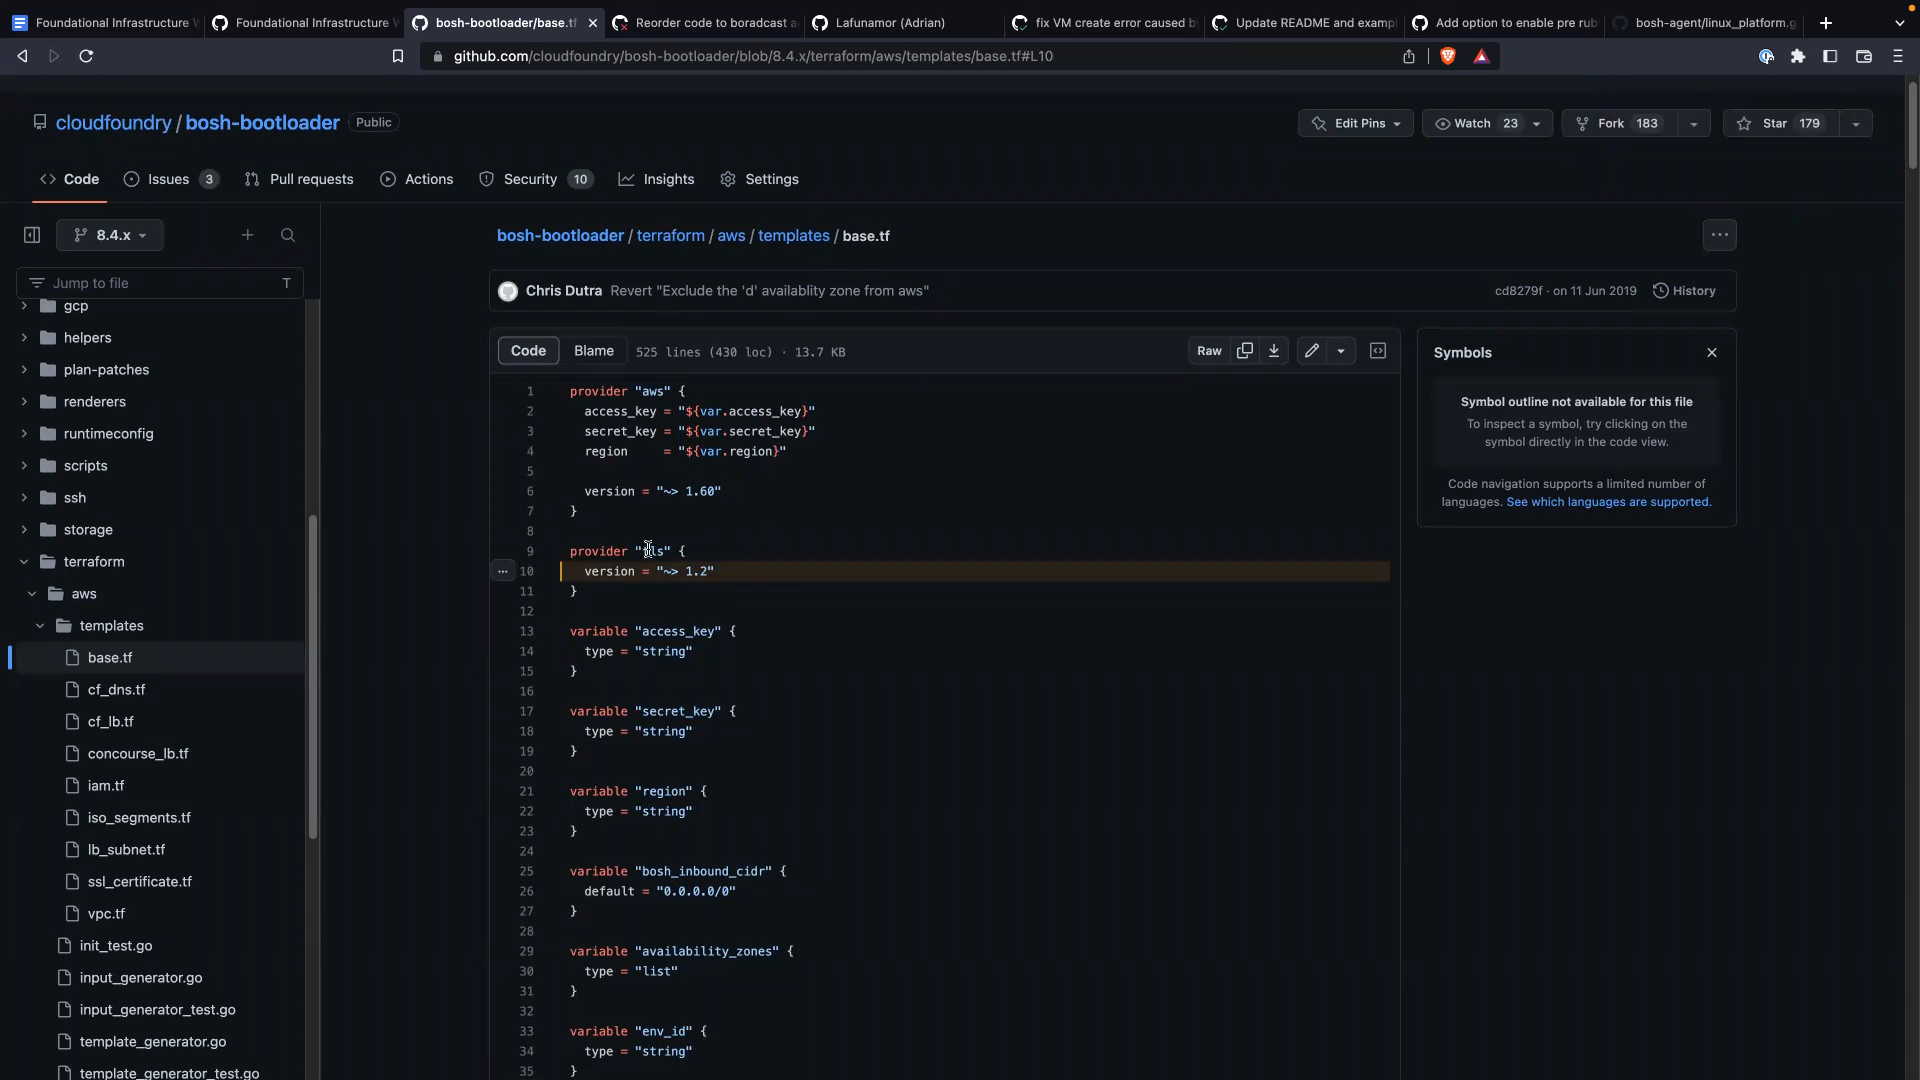 Foundational Infrastructure W
Foundational Infrastructure W
bosh-bootloader/base.tf
Reorder code to boradcast a
Lafunamor (Adrian)
fix VM create error caused b
Update README and exampl
Add option to enable pre rub
bosh-agent/linux_platform.g
github.com/cloudfoundry/bosh-bootloader/blob/8.4.x/terraform/aws/templates/base.tf#L10
cloudfoundry / bosh-bootloader Public
Edit Pins
Watch 23
Fork 183
Star 179
Code
Issues 3
Pull requests
Actions
Security 10
Insights
Settings
8.4.x
Jump to file T
gcp
helpers
plan-patches
renderers
runtimeconfig
scripts
ssh
storage
terraform
aws
templates
base.tf
cf_dns.tf
cf_lb.tf
concourse_lb.tf
iam.tf
iso_segments.tf
lb_subnet.tf
ssl_certificate.tf
vpc.tf
init_test.go
input_generator.go
input_generator_test.go
template_generator.go
template_generator_test.go
bosh-bootloader / terraform / aws / templates / base.tf
Chris Dutra Revert "Exclude the 'd' availablity zone from aws"
cd8279f · on 11 Jun 2019 History
Code Blame 525 lines (430 loc) · 13.7 KB
Raw
1 provider "aws" {
2 access_key = "${var.access_key}"
3 secret_key = "${var.secret_key}"
4 region     = "${var.region}"
5
6 version = "~> 1.60"
7 }
8
9 provider "tls" {
10 version = "~> 1.2"
11 }
12
13 variable "access_key" {
14 type = "string"
15 }
16
17 variable "secret_key" {
18 type = "string"
19 }
20
21 variable "region" {
22 type = "string"
23 }
24
25 variable "bosh_inbound_cidr" {
26 default = "0.0.0.0/0"
27 }
28
29 variable "availability_zones" {
30 type = "list"
31 }
32
33 variable "env_id" {
34 type = "string"
35 }
Symbols
Symbol outline not available for this file
To inspect a symbol, try clicking on the
symbol directly in the code view.
Code navigation supports a limited number of
languages. See which languages are supported.